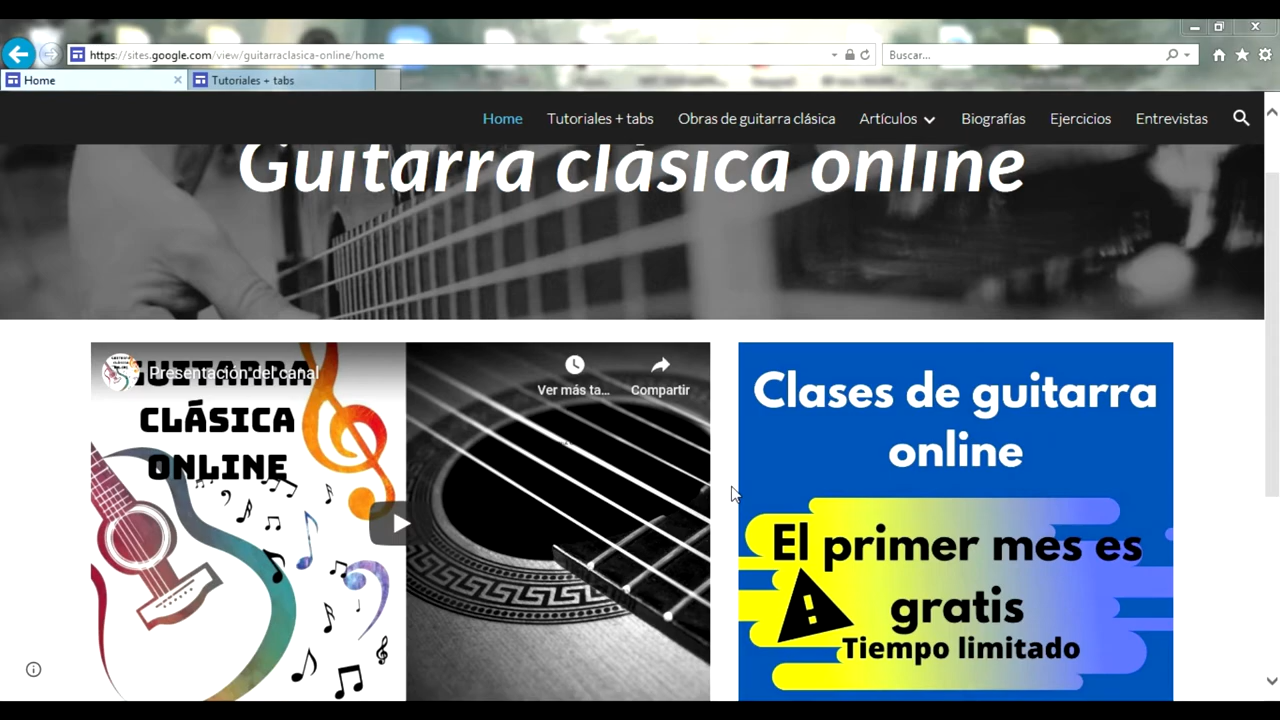 https://sites.google.com/view/guitarraclasica-online/home
Buscar...
Home
Tutoriales + tabs
Home Tutoriales + tabs Obras de guitarra clásica Artículos Biografías Ejercicios Entrevistas
Guitarra clásica online
Presentación del canal
GUITARRA
CLÁSICA
ONLINE
Ver más ta...
Compartir
Clases de guitarra
online
El primer mes es
gratis
Tiempo limitado